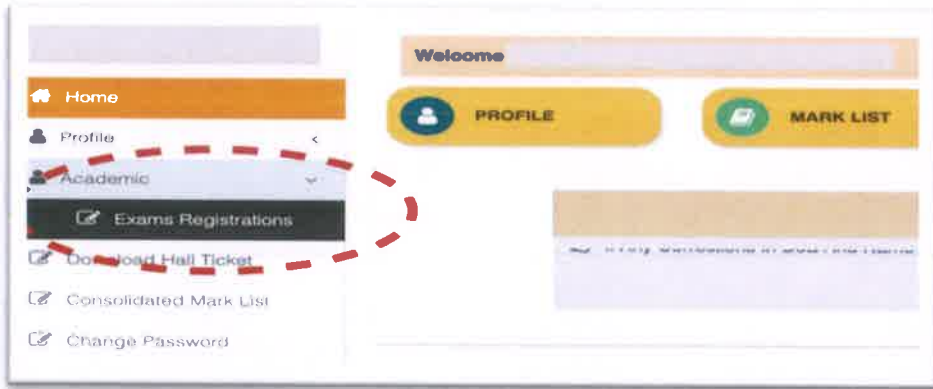 Welcome
Home
PROFILE
MARK LIST
Profile
Academic
Exams Registrations
Download Hall Ticket
Consolidated Mark List
Change Password